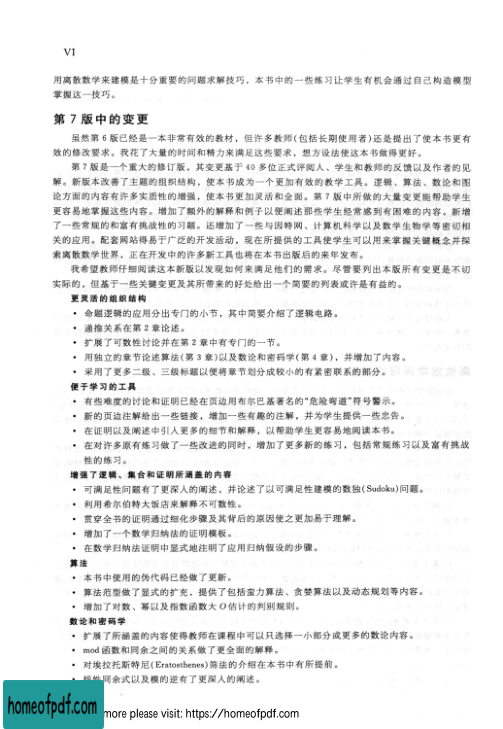 VI
用离散数学来建模是十分重要的问题求解技巧，本书中的一些练习让学生有机会通过自己构造模型
掌握这一技巧。
第 7 版中的变更
虽然第 6 版已经是一本非常有效的教材，但许多教师(包括长期使用者)还是提出了使本书更有
效的修改要求。我花了大量的时间和精力来满足这些要求，想方设法使这本书做得更好。
第 7 版是一个重大的修订版，其变更基于 40 多位正式评阅人、学生和教师的反馈以及作者的见
解。新版本改善了主题的组织结构，使本书成为一个更加有效的教学工具。逻辑、算法、数论和图
论方面的内容有许多实质性的增强，使本书更加灵活和全面。第 7 版中所做的大量变更能帮助学生
更容易地掌握这些内容。增加了额外的解释和例子以便阐述那些学生经常感到有困难的内容。新增
了一些常规的和富有挑战性的习题。还增加了一些与因特网、计算机科学以及数学生物学等密切相
关的应用。配套网站得易于广泛的开发活动，现在所提供的工具使学生可以用来掌握关键概念并探
索离散数学世界，正在开发中的许多新工具也将在本书出版后的来年发布。
我希望教师仔细阅读这本新版以发现如何来满足他们的需求。尽管要列出本版所有变更是不切
实际的，但基于一些关键变更及其所带来的好处给出一个简要的列表或许是有益的。
更灵活的组织结构
• 命题逻辑的应用分出专门的小节，其中简要介绍了逻辑电路。
• 递推关系在第 2 章论述。
• 扩展了可数性讨论并在第 2 章中有专门的一节。
• 用独立的章节论述算法(第 3 章)以及数论和密码学(第 4 章)，并增加了内容。
• 采用了更多二级、三级标题以便将章节划分成较小的有紧密联系的部分。
便于学习的工具
• 有些难度的讨论和证明已经在页边用布尔巴基著名的“危险弯道”符号警示。
• 新的页边注解给出一些链接，增加一些有趣的注解，并为学生提供一些忠告。
• 在证明以及阐述中引入更多的细节和解释，以帮助学生更容易地阅读本书。
• 在对许多原有练习做了一些改进的同时，增加了更多新的练习，包括常规练习以及富有挑战
性的练习。
增强了逻辑、集合和证明所涵盖的内容
• 可满足性问题有了更深入的阐述，并论述了以可满足性建模的数独(Sudoku)问题。
• 利用希尔伯特大饭店来解释不可数性。
• 贯穿全书的证明通过细化步骤及其背后的原因使之更加易于理解。
• 增加了一个数学归纳法的证明模板。
• 在数学归纳法证明中显式地注明了应用归纳假设的步骤。
算法
• 本书中使用的伪代码已经做了更新。
• 算法范型做了显式的扩充，提供了包括蛮力算法、贪婪算法以及动态规划等内容。
• 增加了对数、幂以及指数函数大 O 估计的判别规则。
数论和密码学
• 扩展了所涵盖的内容使得教师在课程中可以只选择一小部分或更多的数论内容。
• mod 函数和同余之间的关系做了更全面的解释。
• 对埃拉托斯特尼(Eratosthenes)筛法的介绍在本书中有所提前。
同余式以及模的逆有了更深入的阐述。
homeofpdf.com
more please visit: https://homeofpdf.com